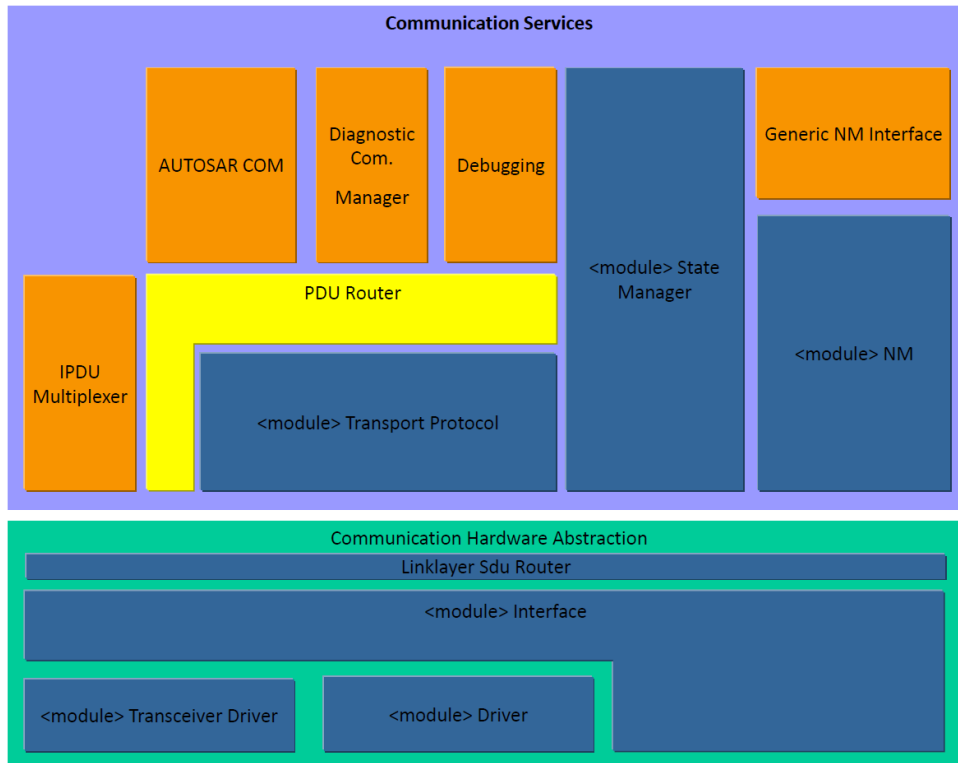 Communication Services
AUTOSAR COM
Diagnostic
Com.
Manager
Debugging
<module> State
Manager
Generic NM Interface
PDU Router
IPDU
Multiplexer
<module> Transport Protocol
<module> NM
Communication Hardware Abstraction
Linklayer Sdu Router
<module> Interface
<module> Transceiver Driver
<module> Driver